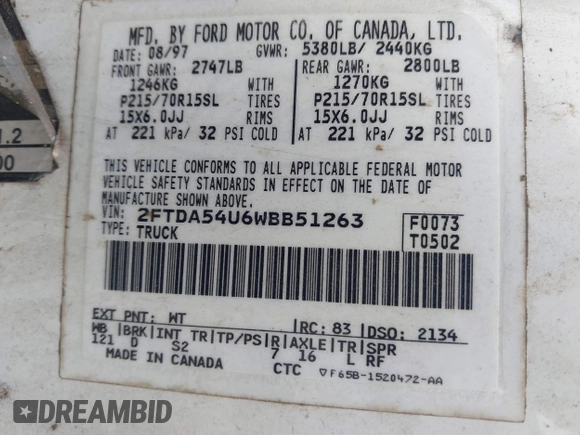 MFD. BY FORD MOTOR CO. OF CANADA, LTD.
DATE: 08/97 GVWR: 5380LB/ 2440KG
FRONT GAWR: 2747LB REAR GAWR: 2800LB
1246KG WITH 1270KG WITH
P215/70R15SL TIRES P215/70R15SL TIRES
15X6.0JJ RIMS 15X6.0JJ RIMS
AT 221 kPa/ 32 PSI COLD AT 221 kPa/ 32 PSI COLD
THIS VEHICLE CONFORMS TO ALL APPLICABLE FEDERAL MOTOR
VEHICLE SAFETY STANDARDS IN EFFECT ON THE DATE OF
MANUFACTURE SHOWN ABOVE.
VIN: 2FTDA54U6WBB51263 F0073
TYPE: TRUCK T0502
EXT PNT: WT RC: 83 DSO: 2134
WB BRK INT TR TP/PS R AXLE TR SPR
121 D S2 7 16 L RF
MADE IN CANADA CTC ▽F65B-1520472-AA
1.2
00
DREAMBID